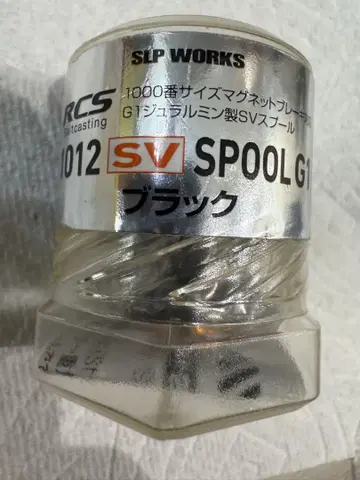 SLP WORKS
RCS
1000番サイズマグネットブレーキ
itcasting
G1ジュラルミン製SVスプール
1012 SV SPOOL G1
ブラック